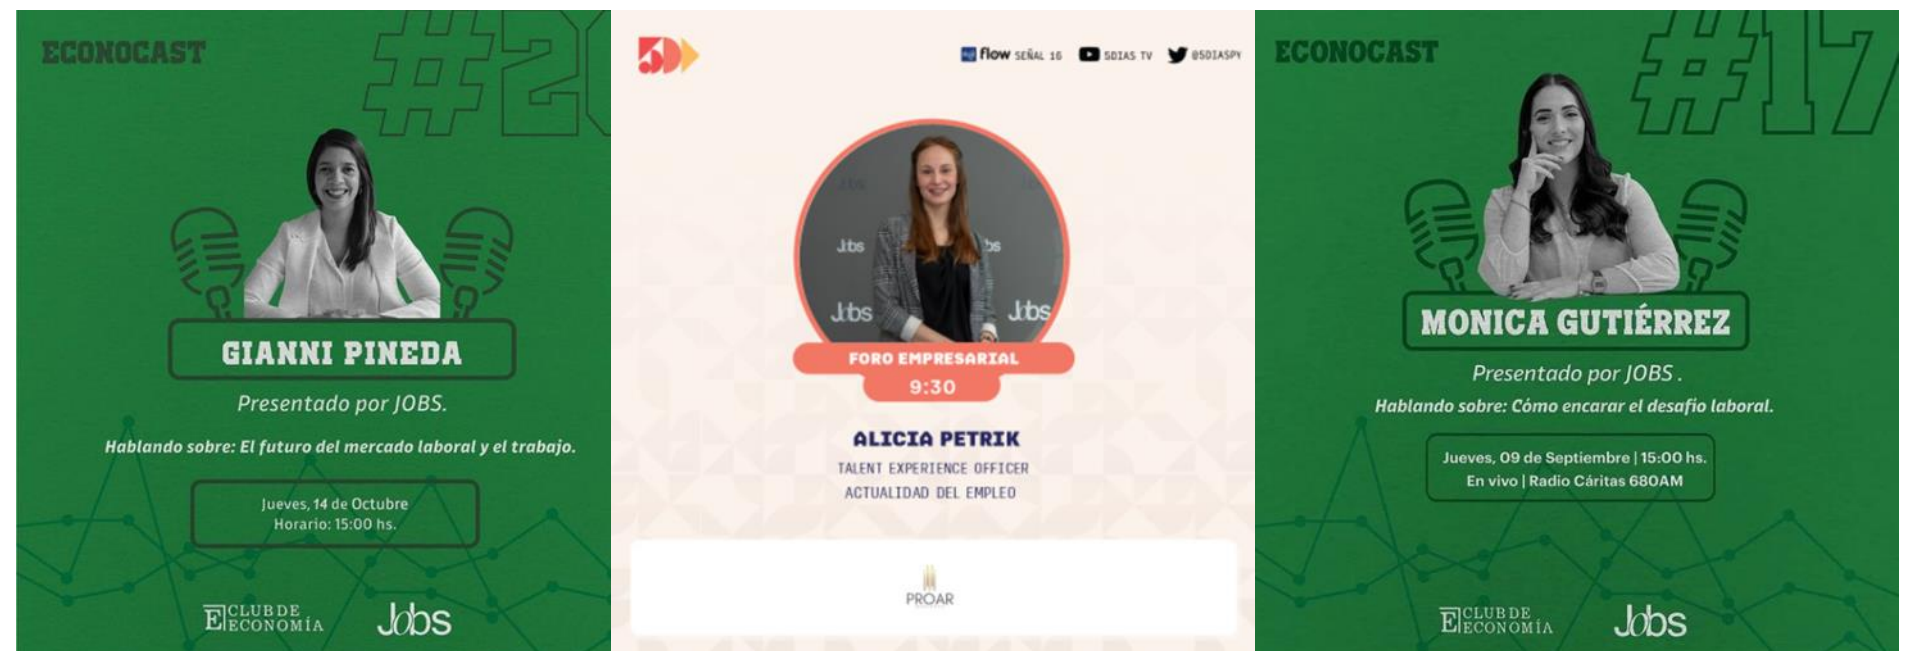 ECONOCAST
#20
GIANNI PINEDA
Presentado por JOBS.
Hablando sobre: El futuro del mercado laboral y el trabajo.
Jueves, 14 de Octubre
Horario: 15:00 hs.
CLUB DE
ECONOMÍA
Jobs
5D
flow SEÑAL 16
5DIAS TV
@5DIASPY
Jobs
Jobs
Jobs
FORO EMPRESARIAL
9:30
ALICIA PETRIK
TALENT EXPERIENCE OFFICER
ACTUALIDAD DEL EMPLEO
PROAR
ECONOCAST
#17
MONICA GUTIÉRREZ
Presentado por JOBS .
Hablando sobre: Cómo encarar el desafío laboral.
Jueves, 09 de Septiembre | 15:00 hs.
En vivo | Radio Cáritas 680AM
CLUB DE
ECONOMÍA
Jobs